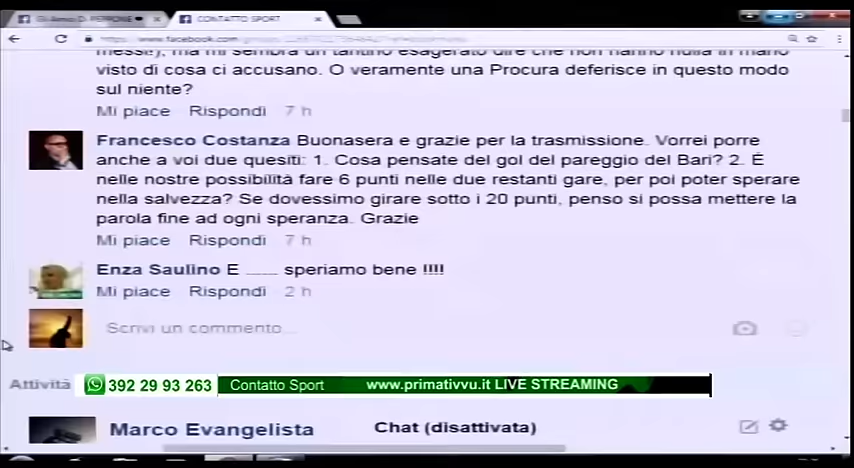 CONTATTO SPORT
messi!), ma mi sembra un tantino esagerato dire che non hanno nulla in mano
visto di cosa ci accusano. O veramente una Procura deferisce in questo modo
sul niente?
Mi piace Rispondi 7 h
Francesco Costanza Buonasera e grazie per la trasmissione. Vorrei porre
anche a voi due quesiti: 1. Cosa pensate del gol del pareggio del Bari? 2. È
nelle nostre possibilità fare 6 punti nelle due restanti gare, per poi poter sperare
nella salvezza? Se dovessimo girare sotto i 20 punti, penso si possa mettere la
parola fine ad ogni speranza. Grazie
Mi piace Rispondi 7 h
Enza Saulino E ...... speriamo bene !!!!
Mi piace Rispondi 2 h
Scrivi un commento...
Attività 392 29 93 263 Contatto Sport www.primativvu.it LIVE STREAMING
Marco Evangelista Chat (disattivata)